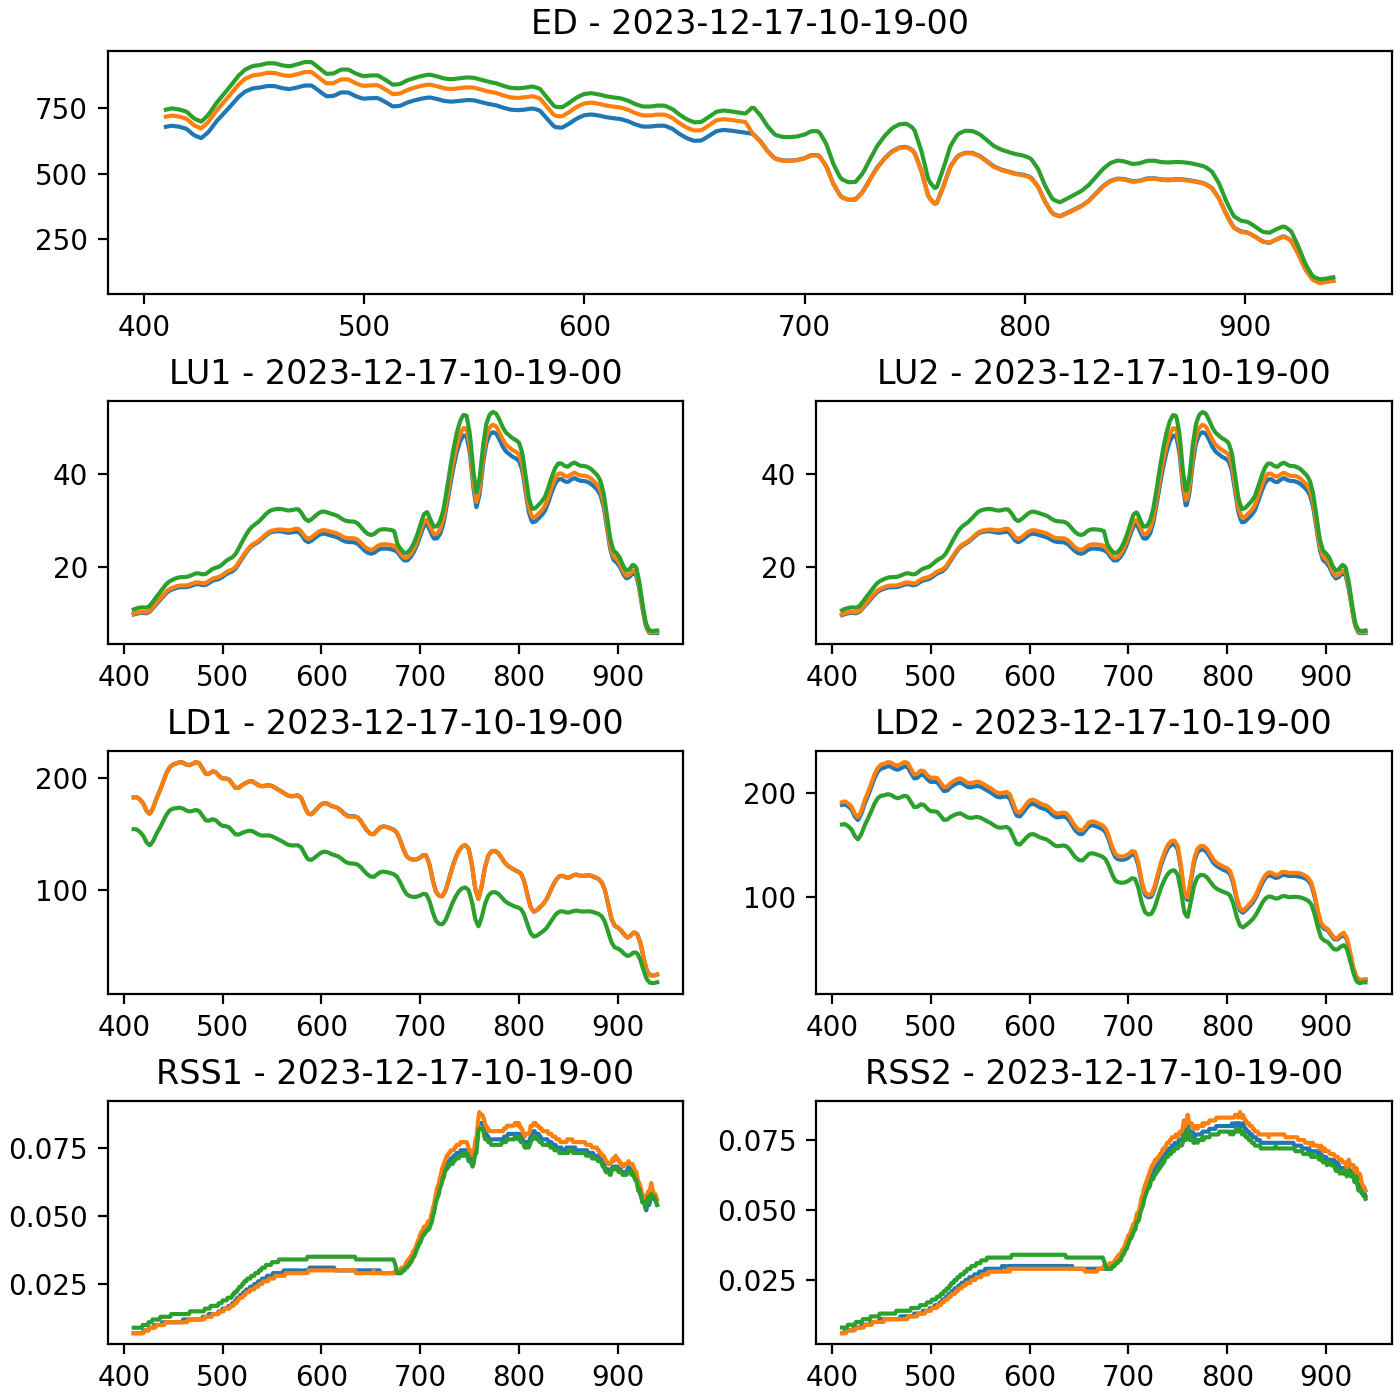 ED - 2023-12-17-10-19-00
750
500
250
400 500 600 700 800 900
LU1 - 2023-12-17-10-19-00
40
20
400 500 600 700 800 900
LU2 - 2023-12-17-10-19-00
40
20
400 500 600 700 800 900
LD1 - 2023-12-17-10-19-00
200
100
400 500 600 700 800 900
LD2 - 2023-12-17-10-19-00
200
100
400 500 600 700 800 900
RSS1 - 2023-12-17-10-19-00
0.075
0.050
0.025
400 500 600 700 800 900
RSS2 - 2023-12-17-10-19-00
0.075
0.050
0.025
400 500 600 700 800 900